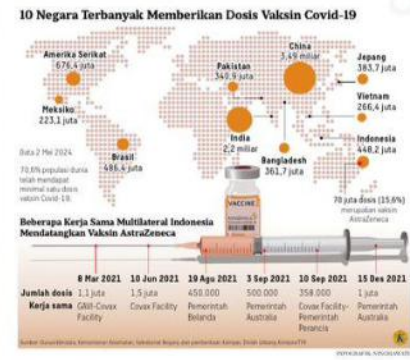 10 Negara Terbanyak Memberikan Dosis Vaksin Covid-19
Amerika Serikat
676,4 juta
Meksiko
223,1 juta
Brasil
486,4 juta
Pakistan
340,9 juta
China
3,49 miliar
India
2,2 miliar
Bangladesh
361,7 juta
Jepang
383,7 juta
Vietnam
266,4 juta
Indonesia
448,2 juta
Data 2 Mei 2024
70,6% populasi dunia
telah mendapat
minimal satu dosis
vaksin Covid-19.
70 juta dosis (15,6%)
merupakan vaksin
AstraZeneca
VACCINE
Beberapa Kerja Sama Multilateral Indonesia
Mendatangkan Vaksin AstraZeneca
8 Mar 2021
10 Jun 2021
19 Agu 2021
3 Sep 2021
10 Sep 2021
15 Des 2021
Jumlah dosis
1,1 juta
1,5 juta
450.000
500.000
358.000
1 juta
Kerja sama
GAVI-Covax
Facility
Covax Facility
Pemerintah
Belanda
Pemerintah
Australia
Covax Facility-
Pemerintah
Perancis
Pemerintah
Australia